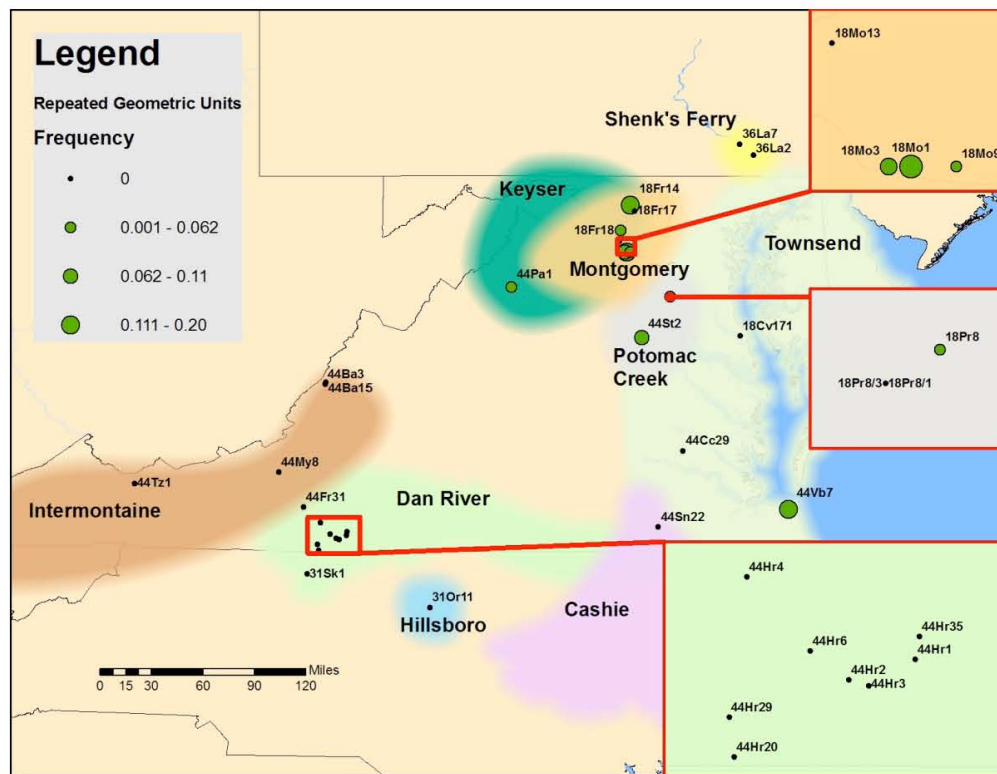 Legend
Repeated Geometric Units
Frequency
0
0.001 - 0.062
0.062 - 0.11
0.111 - 0.20
18Mo13
18Mo3
18Mo1
18Mo9
Shenk's Ferry
36La7
36La2
Keyser
18Fr14
18Fr17
18Fr18
Townsend
Montgomery
44Pa1
44St2
18Cv171
Potomac
Creek
18Pr8
18Pr8/3
18Pr8/1
44Ba3
44Ba15
44Cc29
44My8
44Tz1
44Fr31
Dan River
44Vb7
Intermontaine
44Sn22
31Sk1
31Or11
Hillsboro
Cashie
44Hr4
44Hr35
44Hr6
44Hr1
44Hr2
44Hr3
44Hr29
44Hr20
Miles
0 15 30 60 90 120